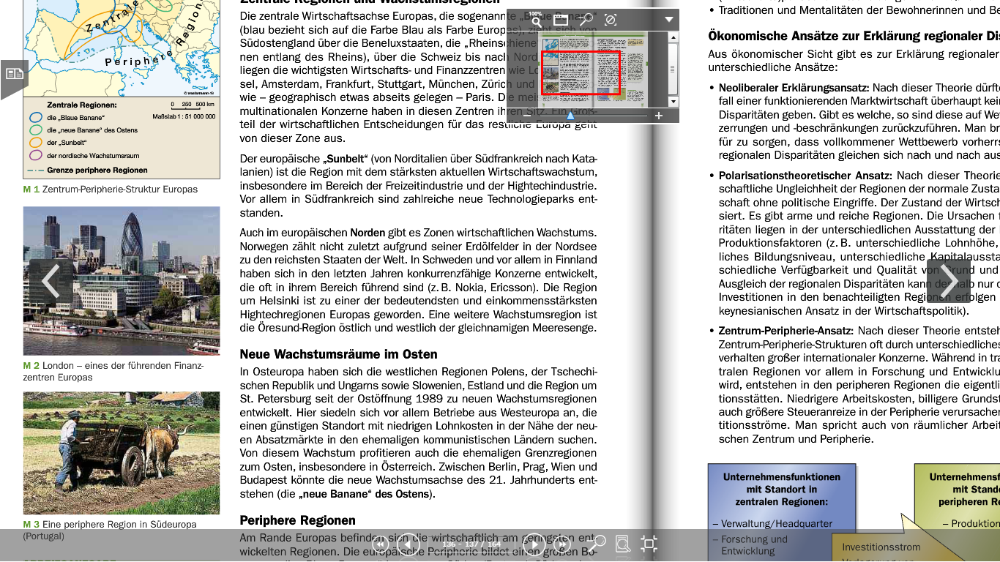 Zentrale
Region
Peripherie
© westermann
Zentrale Regionen:
0 250 500 km
die „Blaue Banane“
Maßstab 1 : 51 000 000
die „neue Banane“ des Ostens
der „Sunbelt“
der nordische Wachstumsraum
Grenze periphere Regionen
M 1 Zentrum-Peripherie-Struktur Europas
M 2 London – eines der führenden Finanz-
zentren Europas
M 3 Eine periphere Region in Südeuropa
(Portugal)
Zentrale Regionen und Wachstumsregionen
Die zentrale Wirtschaftsachse Europas, die sogenannte „Blaue Banane“
(blau bezieht sich auf die Farbe Blau als Farbe Europas), zieht sich von
Südostengland über die Beneluxstaaten, die „Rheinschiene
nen entlang des Rheins), über die Schweiz bis nach Nord
liegen die wichtigsten Wirtschafts- und Finanzzentren wie Lo
sel, Amsterdam, Frankfurt, Stuttgart, München, Zürich und
wie – geographisch etwas abseits gelegen – Paris. Die mei
multinationalen Konzerne haben in diesen Zentren ihren Sitz. Ein Groß-
teil der wirtschaftlichen Entscheidungen für das restliche Europa geht
von dieser Zone aus.
Der europäische „Sunbelt“ (von Norditalien über Südfrankreich nach Kata-
lanien) ist die Region mit dem stärksten aktuellen Wirtschaftswachstum,
insbesondere im Bereich der Freizeitindustrie und der Hightechindustrie.
Vor allem in Südfrankreich sind zahlreiche neue Technologieparks ent-
standen.
Auch im europäischen Norden gibt es Zonen wirtschaftlichen Wachstums.
Norwegen zählt nicht zuletzt aufgrund seiner Erdölfelder in der Nordsee
zu den reichsten Staaten der Welt. In Schweden und vor allem in Finnland
haben sich in den letzten Jahren konkurrenzfähige Konzerne entwickelt,
die oft in ihrem Bereich führend sind (z. B. Nokia, Ericsson). Die Region
um Helsinki ist zu einer der bedeutendsten und einkommensstärksten
Hightechregionen Europas geworden. Eine weitere Wachstumsregion ist
die Öresund-Region östlich und westlich der gleichnamigen Meeresenge.
Neue Wachstumsräume im Osten
In Osteuropa haben sich die westlichen Regionen Polens, der Tschechi-
schen Republik und Ungarns sowie Slowenien, Estland und die Region um
St. Petersburg seit der Ostöffnung 1989 zu neuen Wachstumsregionen
entwickelt. Hier siedeln sich vor allem Betriebe aus Westeuropa an, die
einen günstigen Standort mit niedrigen Lohnkosten in der Nähe der neu-
en Absatzmärkte in den ehemaligen kommunistischen Ländern suchen.
Von diesem Wachstum profitieren auch die ehemaligen Grenzregionen
zum Osten, insbesondere in Österreich. Zwischen Berlin, Prag, Wien und
Budapest könnte die neue Wachstumsachse des 21. Jahrhunderts ent-
stehen (die „neue Banane“ des Ostens).
Periphere Regionen
Am Rande Europas befinden sich die wirtschaftlich am geringsten ent-
wickelten Regionen. Die europäische Peripherie bildet einen großen Bo-
100%
136 - 137 / 164
• Traditionen und Mentalitäten der Bewohnerinnen und Be
Ökonomische Ansätze zur Erklärung regionaler Dis
Aus ökonomischer Sicht gibt es zur Erklärung regionaler
unterschiedliche Ansätze:
• Neoliberaler Erklärungsansatz: Nach dieser Theorie dürfte
fall einer funktionierenden Marktwirtschaft überhaupt kei
Disparitäten geben. Gibt es welche, so sind diese auf We
zerrungen und -beschränkungen zurückzuführen. Man br
für zu sorgen, dass vollkommener Wettbewerb vorherrs
regionalen Disparitäten gleichen sich nach und nach aus
• Polarisationstheoretischer Ansatz: Nach dieser Theorie
schaftliche Ungleichheit der Regionen der normale Zusta
schaft ohne politische Eingriffe. Der Zustand der Wirtsch
siert. Es gibt arme und reiche Regionen. Die Ursachen f
ritäten liegen in der unterschiedlichen Ausstattung der
Produktionsfaktoren (z. B. unterschiedliche Lohnhöhe,
liches Bildungsniveau, unterschiedliche Kapitalaussta
schiedliche Verfügbarkeit und Qualität von Grund und
Ausgleich der regionalen Disparitäten kann deshalb nur d
Investitionen in den benachteiligten Regionen erfolgen
keynesianischen Ansatz in der Wirtschaftspolitik).
• Zentrum-Peripherie-Ansatz: Nach dieser Theorie entsteh
Zentrum-Peripherie-Strukturen oft durch unterschiedliches
verhalten großer internationaler Konzerne. Während in tra
tralen Regionen vor allem in Forschung und Entwicklu
wird, entstehen in den peripheren Regionen die eigentli
tionsstätten. Niedrigere Arbeitskosten, billigere Grundst
auch größere Steueranreize in der Peripherie verursachen
titionsströme. Man spricht auch von räumlicher Arbeit
schen Zentrum und Peripherie.
Unternehmensfunktionen
mit Standort in
zentralen Regionen:
– Verwaltung/Headquarter
– Forschung und
Entwicklung
Unternehmensf
mit Stando
peripheren Re
– Produktion
Investitionsstrom
Verlagerung von